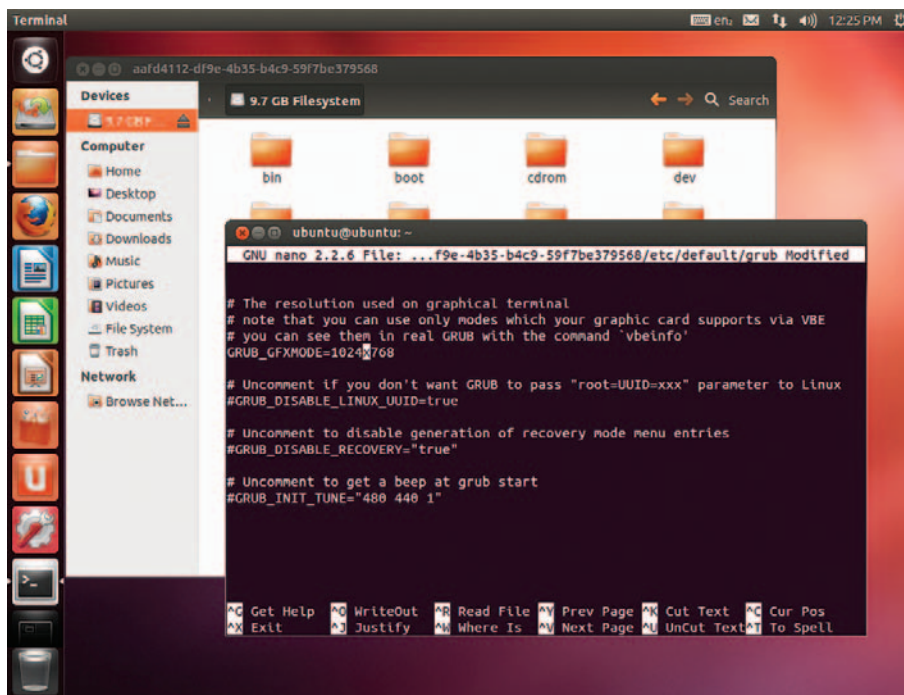 Terminal
en₂
12:25 PM
aafd4112-df9e-4b35-b4c9-59f7be379568
Devices
9.7 GB Filesystem
Search
9.7 GB F...
Computer
Home
Desktop
Documents
Downloads
Music
Pictures
Videos
File System
Trash
Network
Browse Net...
bin
boot
cdrom
dev
ubuntu@ubuntu: ~
GNU nano 2.2.6 File: ...f9e-4b35-b4c9-59f7be379568/etc/default/grub Modified
# The resolution used on graphical terminal
# note that you can use only modes which your graphic card supports via VBE
# you can see them in real GRUB with the command `vbeinfo'
GRUB_GFXMODE=1024x768
# Uncomment if you don't want GRUB to pass "root=UUID=xxx" parameter to Linux
#GRUB_DISABLE_LINUX_UUID=true
# Uncomment to disable generation of recovery mode menu entries
#GRUB_DISABLE_RECOVERY="true"
# Uncomment to get a beep at grub start
#GRUB_INIT_TUNE="480 440 1"
^G Get Help ^O WriteOut ^R Read File ^Y Prev Page ^K Cut Text ^C Cur Pos
^X Exit ^J Justify ^W Where Is ^V Next Page ^U UnCut Text ^T To Spell